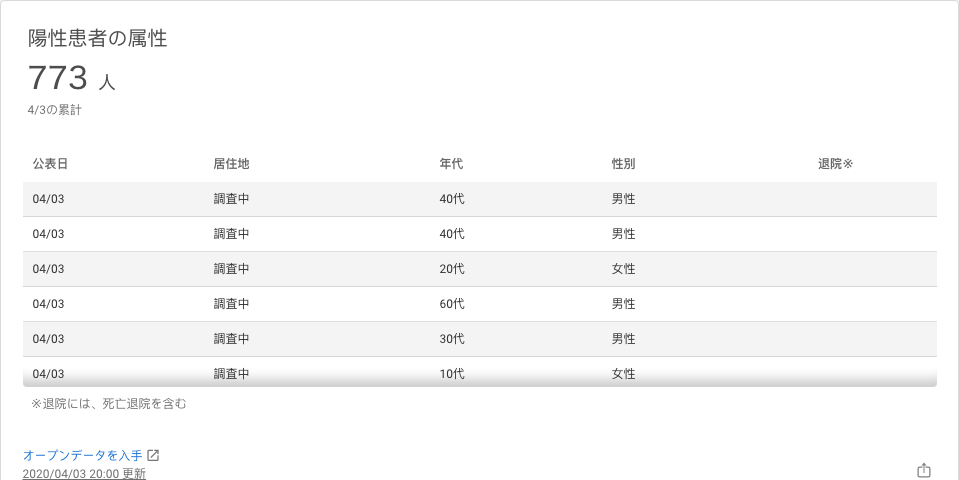 陽性患者の属性
773 人
4/3の累計
公表日 居住地 年代 性別 退院※
04/03 調査中 40代 男性
04/03 調査中 40代 男性
04/03 調査中 20代 女性
04/03 調査中 60代 男性
04/03 調査中 30代 男性
04/03 調査中 10代 女性
※退院には、死亡退院を含む
オープンデータを入手
2020/04/03 20:00 更新